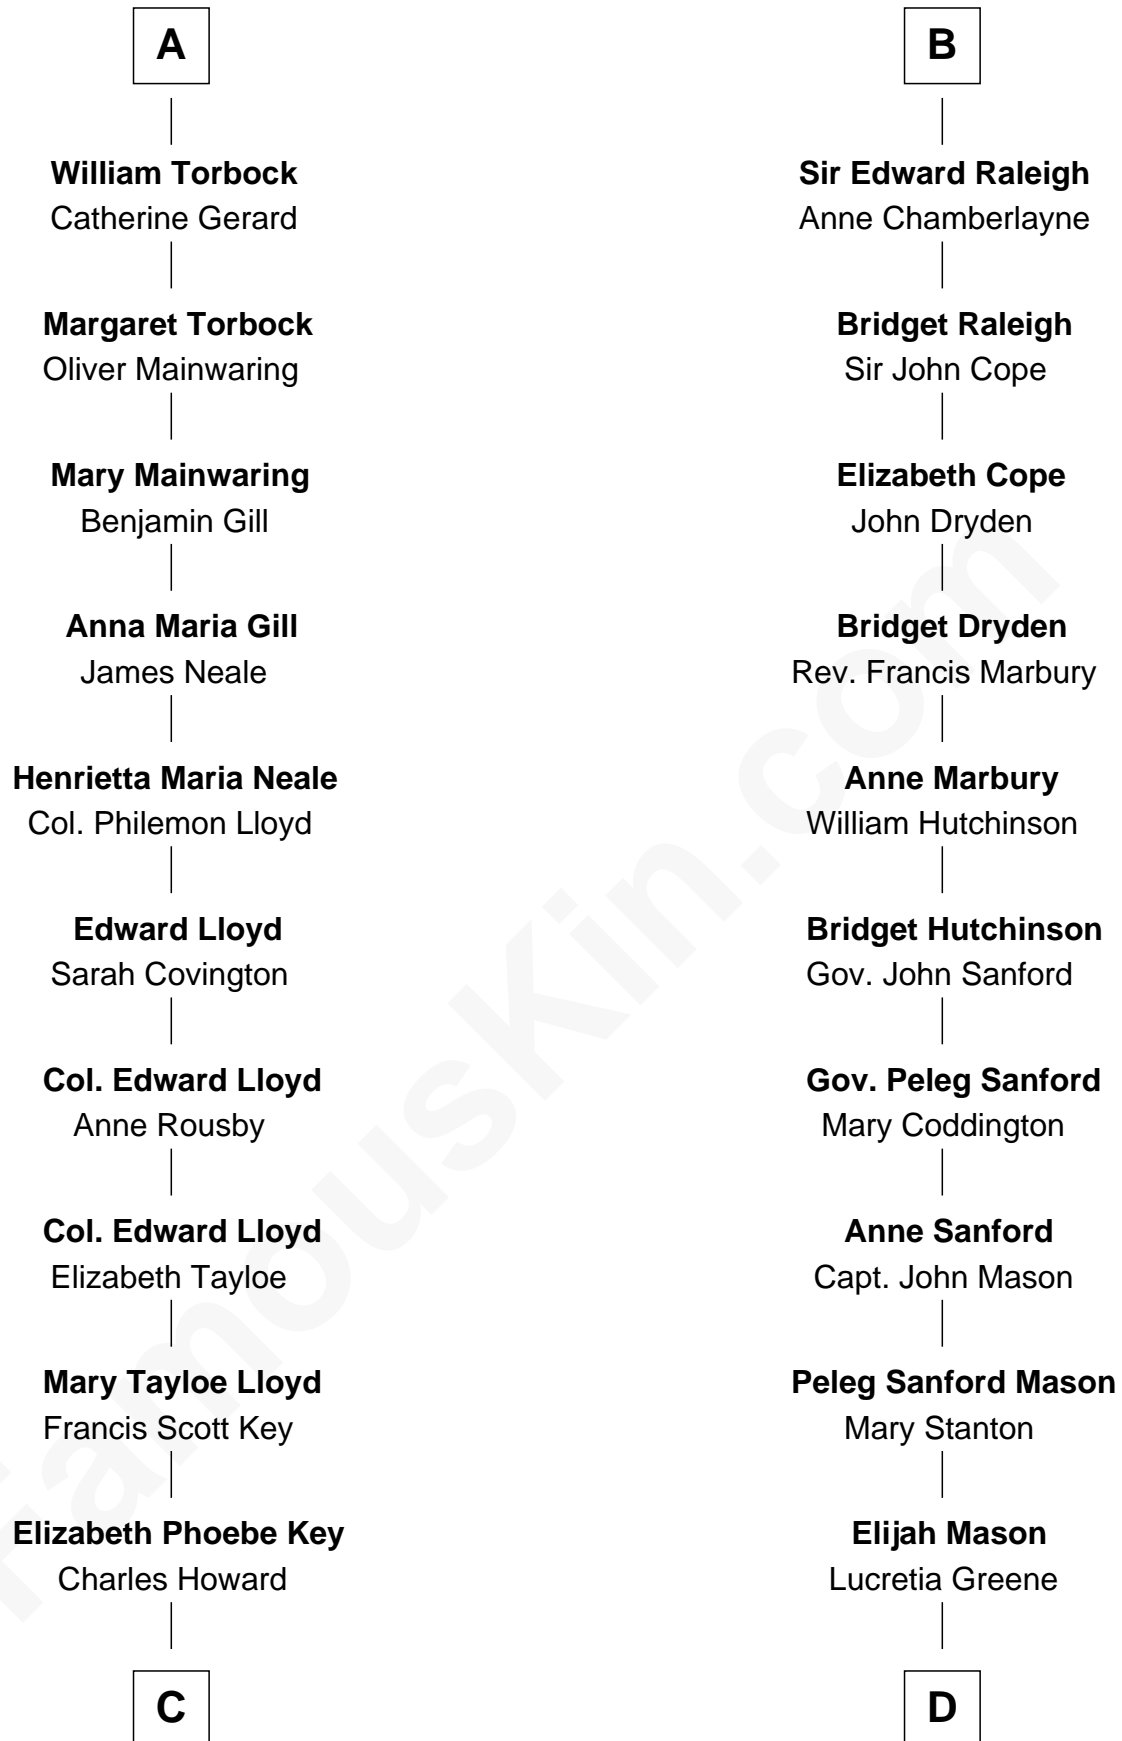 A
William Torbock
Catherine Gerard
Margaret Torbock
Oliver Mainwaring
Mary Mainwaring
Benjamin Gill
Anna Maria Gill
James Neale
Henrietta Maria Neale
Col. Philemon Lloyd
Edward Lloyd
Sarah Covington
Col. Edward Lloyd
Anne Rousby
Col. Edward Lloyd
Elizabeth Tayloe
Mary Tayloe Lloyd
Francis Scott Key
Elizabeth Phoebe Key
Charles Howard
C
B
Sir Edward Raleigh
Anne Chamberlayne
Bridget Raleigh
Sir John Cope
Elizabeth Cope
John Dryden
Bridget Dryden
Rev. Francis Marbury
Anne Marbury
William Hutchinson
Bridget Hutchinson
Gov. John Sanford
Gov. Peleg Sanford
Mary Coddington
Anne Sanford
Capt. John Mason
Peleg Sanford Mason
Mary Stanton
Elijah Mason
Lucretia Greene
D
FamousKin.com